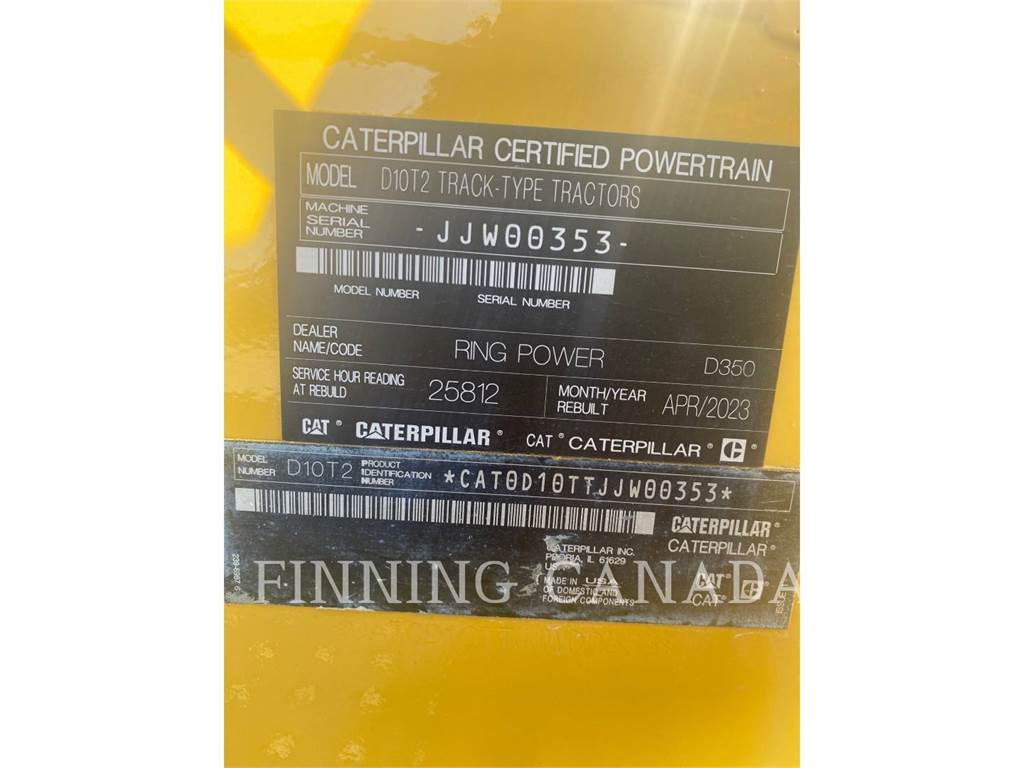 CATERPILLAR CERTIFIED POWERTRAIN
MODEL D10T2 TRACK-TYPE TRACTORS
MACHINE SERIAL NUMBER -JJW00353-
MODEL NUMBER SERIAL NUMBER
DEALER NAME/CODE RING POWER D350
SERVICE HOUR READING AT REBUILD 25812 MONTH/YEAR REBUILT APR/2023
CAT ® CATERPILLAR ® CAT ® CATERPILLAR ® C ®
MODEL NUMBER D10T2 PRODUCT IDENTIFICATION NUMBER *CAT0D10TTJJW00353*
CATERPILLAR®
CATERPILLAR®
CATERPILLAR INC.
PEORIA, IL 61629
FINNING CANADA
CAT® C®
CAT®
MADE IN USA
OF DOMESTIC AND
FOREIGN COMPONENTS